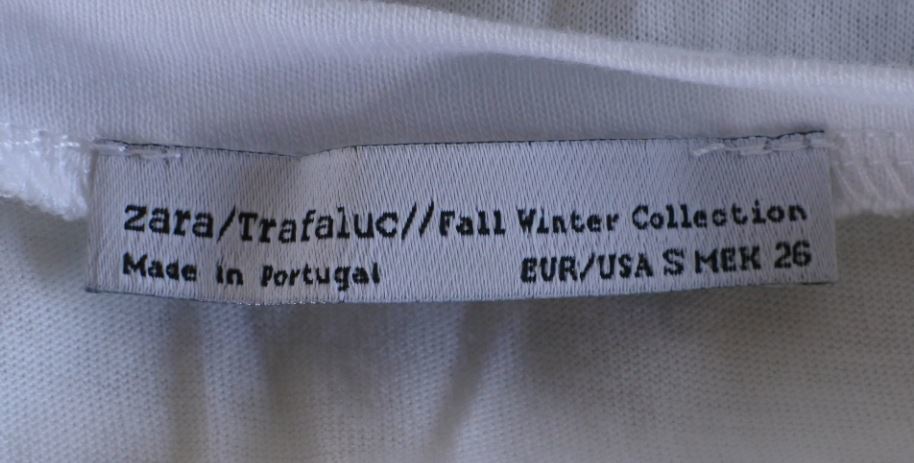 Zara/Trafaluc//Fall Winter Collection
Made in Portugal EUR/USA S MEK 26